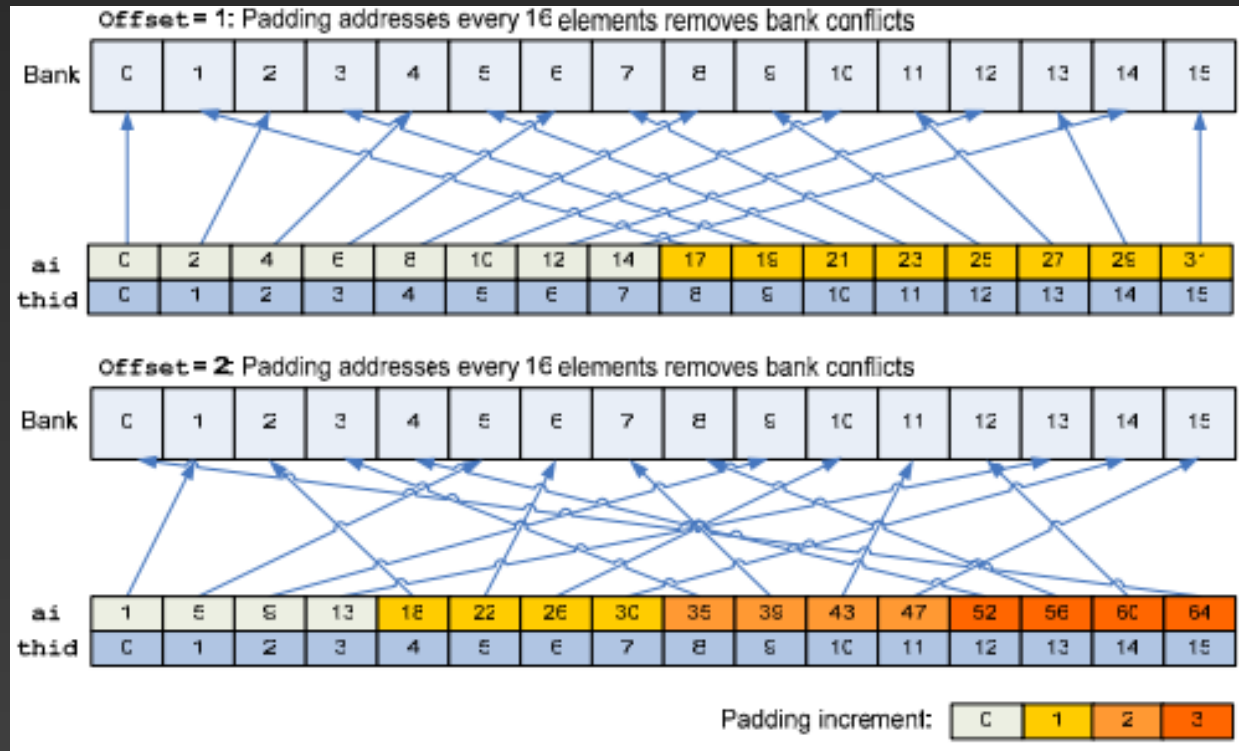 Offset= 1: Padding addresses every 16 elements removes bank conflicts
Bank 0 1 2 3 4 5 6 7 8 9 10 11 12 13 14 15
ai 0 2 4 6 8 10 12 14 17 19 21 23 25 27 29 31
thid 0 1 2 3 4 5 6 7 8 9 10 11 12 13 14 15
Offset= 2: Padding addresses every 16 elements removes bank conflicts
Bank 0 1 2 3 4 5 6 7 8 9 10 11 12 13 14 15
ai 1 5 9 13 18 22 26 30 35 39 43 47 52 56 60 64
thid 0 1 2 3 4 5 6 7 8 9 10 11 12 13 14 15
Padding increment: 0 1 2 3